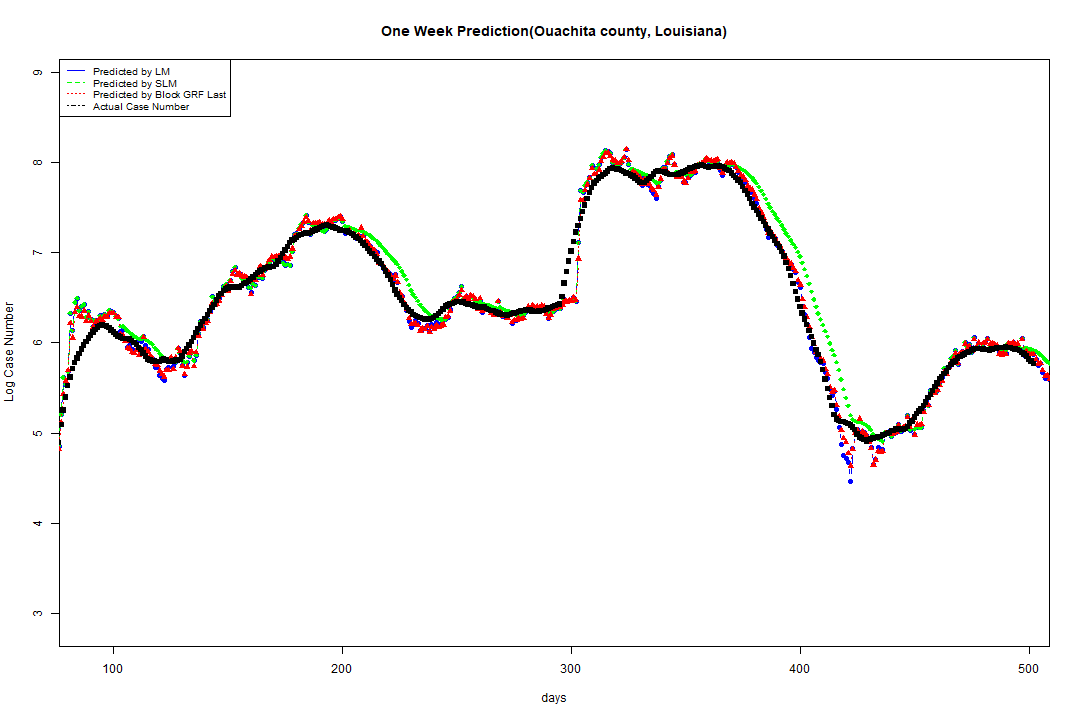 One Week Prediction(Ouachita county, Louisiana)
Predicted by LM
Predicted by SLM
Predicted by Block GRF Last
Actual Case Number
9
8
7
6
5
4
3
Log Case Number
100 200 300 400 500
days